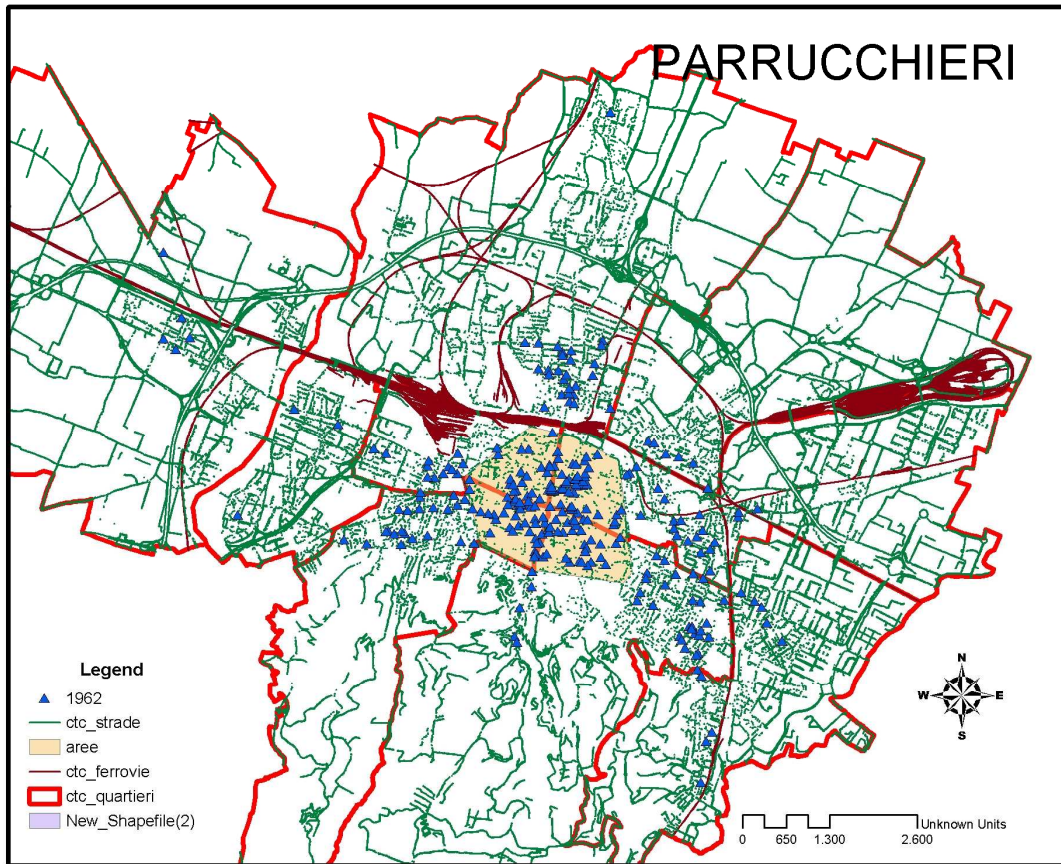 PARRUCCHIERI
Legend
1962
ctc_strade
aree
ctc_ferrovie
ctc_quartieri
New_Shapefile(2)
N
W E
S
Unknown Units
0 650 1.300 2.600